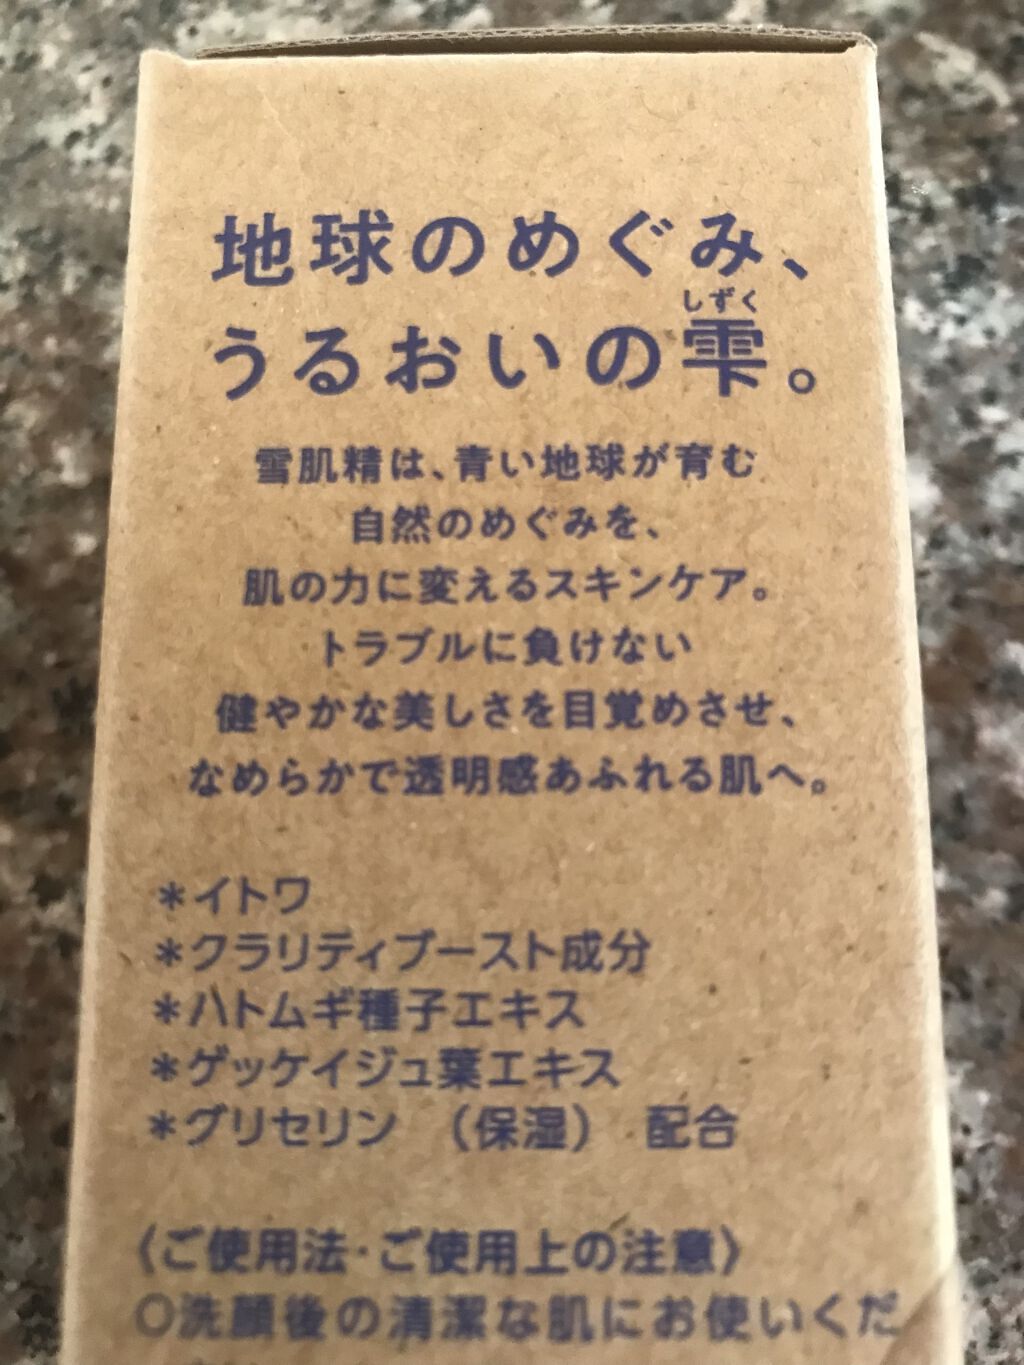 地球のめぐみ、
しずく
うるおいの雫。
雪肌精は、青い地球が育む
自然のめぐみを、
肌の力に変えるスキンケア。
トラブルに負けない
健やかな美しさを目覚めさせ、
なめらかで透明感あふれる肌へ。
＊イトワ
＊クラリティブースト成分
＊ハトムギ種子エキス
＊ゲッケイジュ葉エキス
＊グリセリン （保湿） 配合
〈ご使用法・ご使用上の注意〉
○洗顔後の清潔な肌にお使いくだ